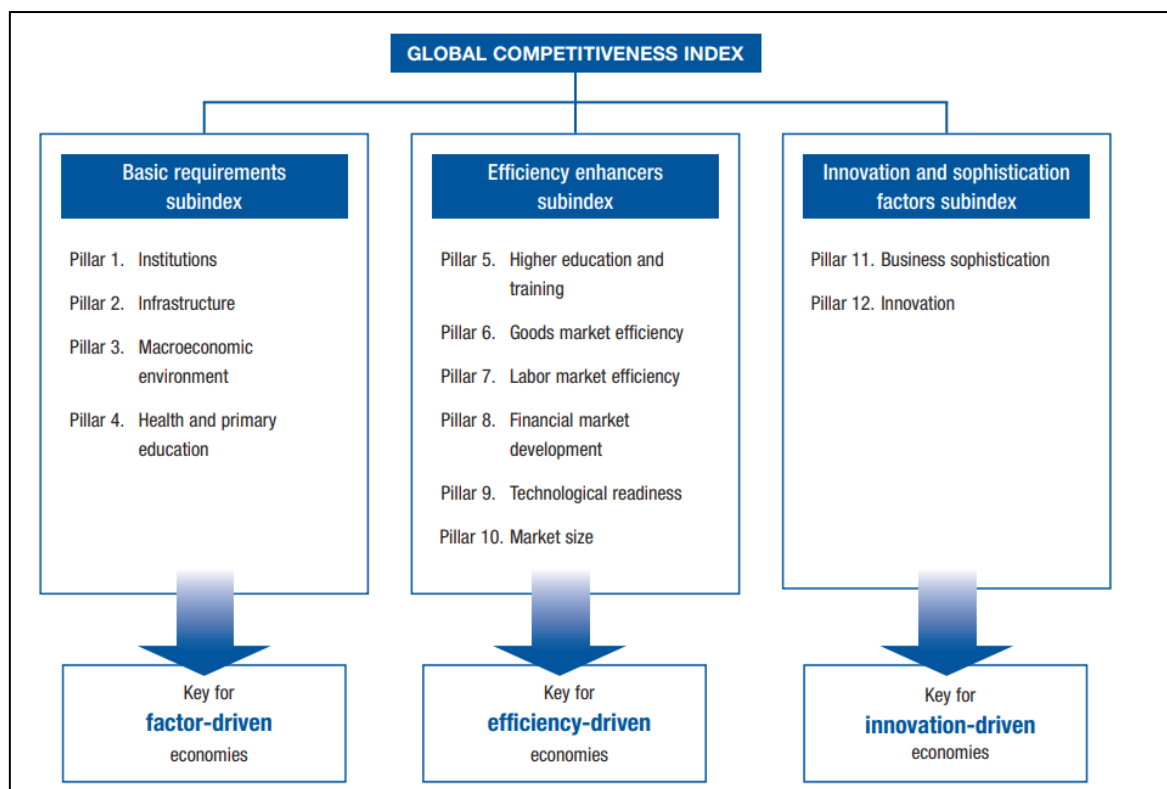 GLOBAL COMPETITIVENESS INDEX
Basic requirements
subindex
Pillar 1. Institutions
Pillar 2. Infrastructure
Pillar 3. Macroeconomic
environment
Pillar 4. Health and primary
education
Key for
factor-driven
economies
Efficiency enhancers
subindex
Pillar 5. Higher education and
training
Pillar 6. Goods market efficiency
Pillar 7. Labor market efficiency
Pillar 8. Financial market
development
Pillar 9. Technological readiness
Pillar 10. Market size
Key for
efficiency-driven
economies
Innovation and sophistication
factors subindex
Pillar 11. Business sophistication
Pillar 12. Innovation
Key for
innovation-driven
economies